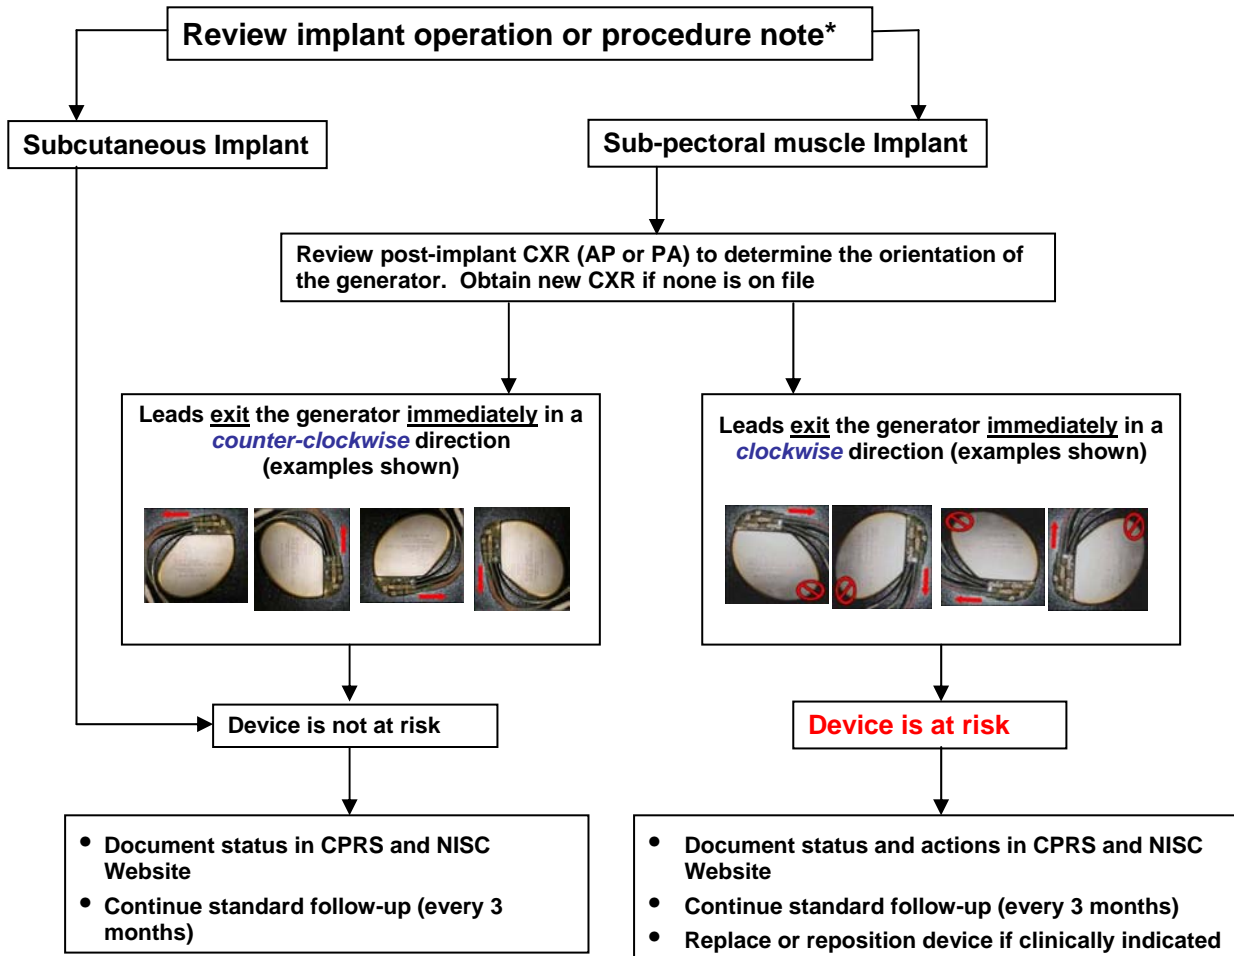 Review implant operation or procedure note*
Subcutaneous Implant
Sub-pectoral muscle Implant
Review post-implant CXR (AP or PA) to determine the orientation of
the generator. Obtain new CXR if none is on file
Leads exit the generator immediately in a
counter-clockwise direction
(examples shown)
Leads exit the generator immediately in a
clockwise direction (examples shown)
Device is not at risk
Device is at risk
• Document status in CPRS and NISC
Website
• Continue standard follow-up (every 3
months)
• Document status and actions in CPRS and NISC
Website
• Continue standard follow-up (every 3 months)
• Replace or reposition device if clinically indicated